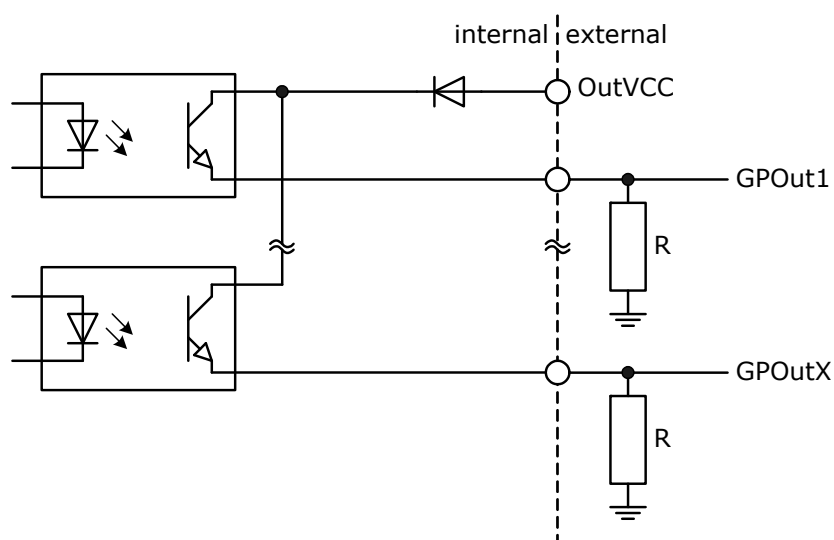 internal external
OutVCC
GPOut1
R
GPOutX
R